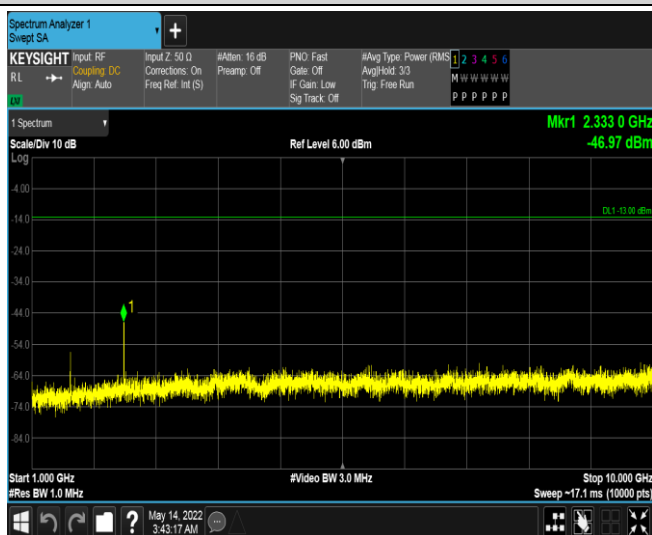 Spectrum Analyzer 1
Swept SA
+
KEYSIGHT Input: RF Input Z: 50 Ω #Atten: 16 dB PNO: Fast #Avg Type: Power (RMS 1 2 3 4 5 6
RL Coupling: DC Corrections: On Preamp: Off Gate: Off Avg|Hold: 3/3 M W W W W W
Align: Auto Freq Ref: Int (S) IF Gain: Low Trig: Free Run
Sig Track: Off P P P P P P
1 Spectrum Mkr1 2.333 0 GHz
Scale/Div 10 dB Ref Level 6.00 dBm -46.97 dBm
Log
-4.00
DL1 -13.00 dBm
-14.0
-24.0
-34.0
1
-44.0
-54.0
-64.0
-74.0
-84.0
Start 1.000 GHz #Video BW 3.0 MHz Stop 10.000 GHz
#Res BW 1.0 MHz Sweep ~17.1 ms (10000 pts)
? May 14, 2022
3:43:17 AM